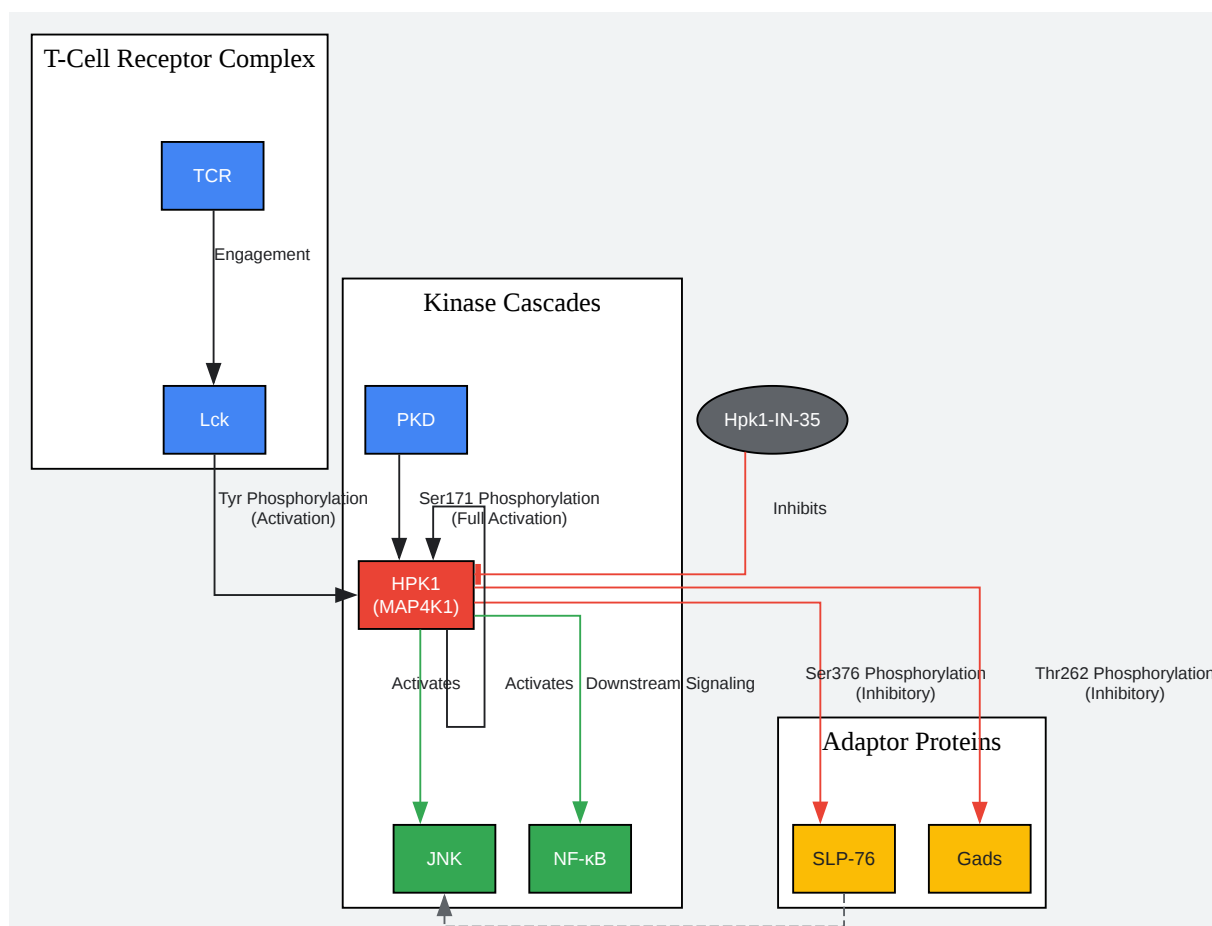 T-Cell Receptor Complex
TCR
Engagement
Kinase Cascades
Lck
PKD
Hpk1-IN-35
Tyr Phosphorylation
(Activation)
Ser171 Phosphorylation
(Full Activation)
Inhibits
HPK1
(MAP4K1)
Activates
Activates
Downstream Signaling
Ser376 Phosphorylation
(Inhibitory)
Thr262 Phosphorylation
(Inhibitory)
Adaptor Proteins
JNK
NF-κB
SLP-76
Gads